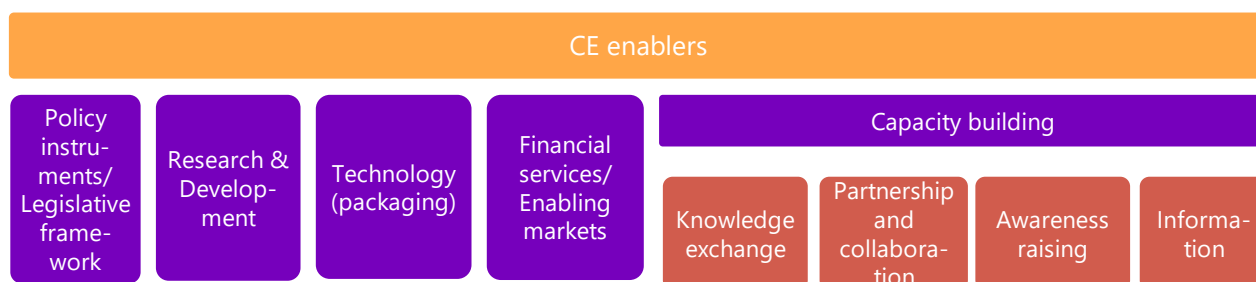 CE enablers
Policy
instru-
ments/
Legislative
frame-
work
Research &
Develop-
ment
Technology
(packaging)
Financial
services/
Enabling
markets
Capacity building
Knowledge
exchange
Partnership
and
collabora-
tion
Awareness
raising
Informa-
tion